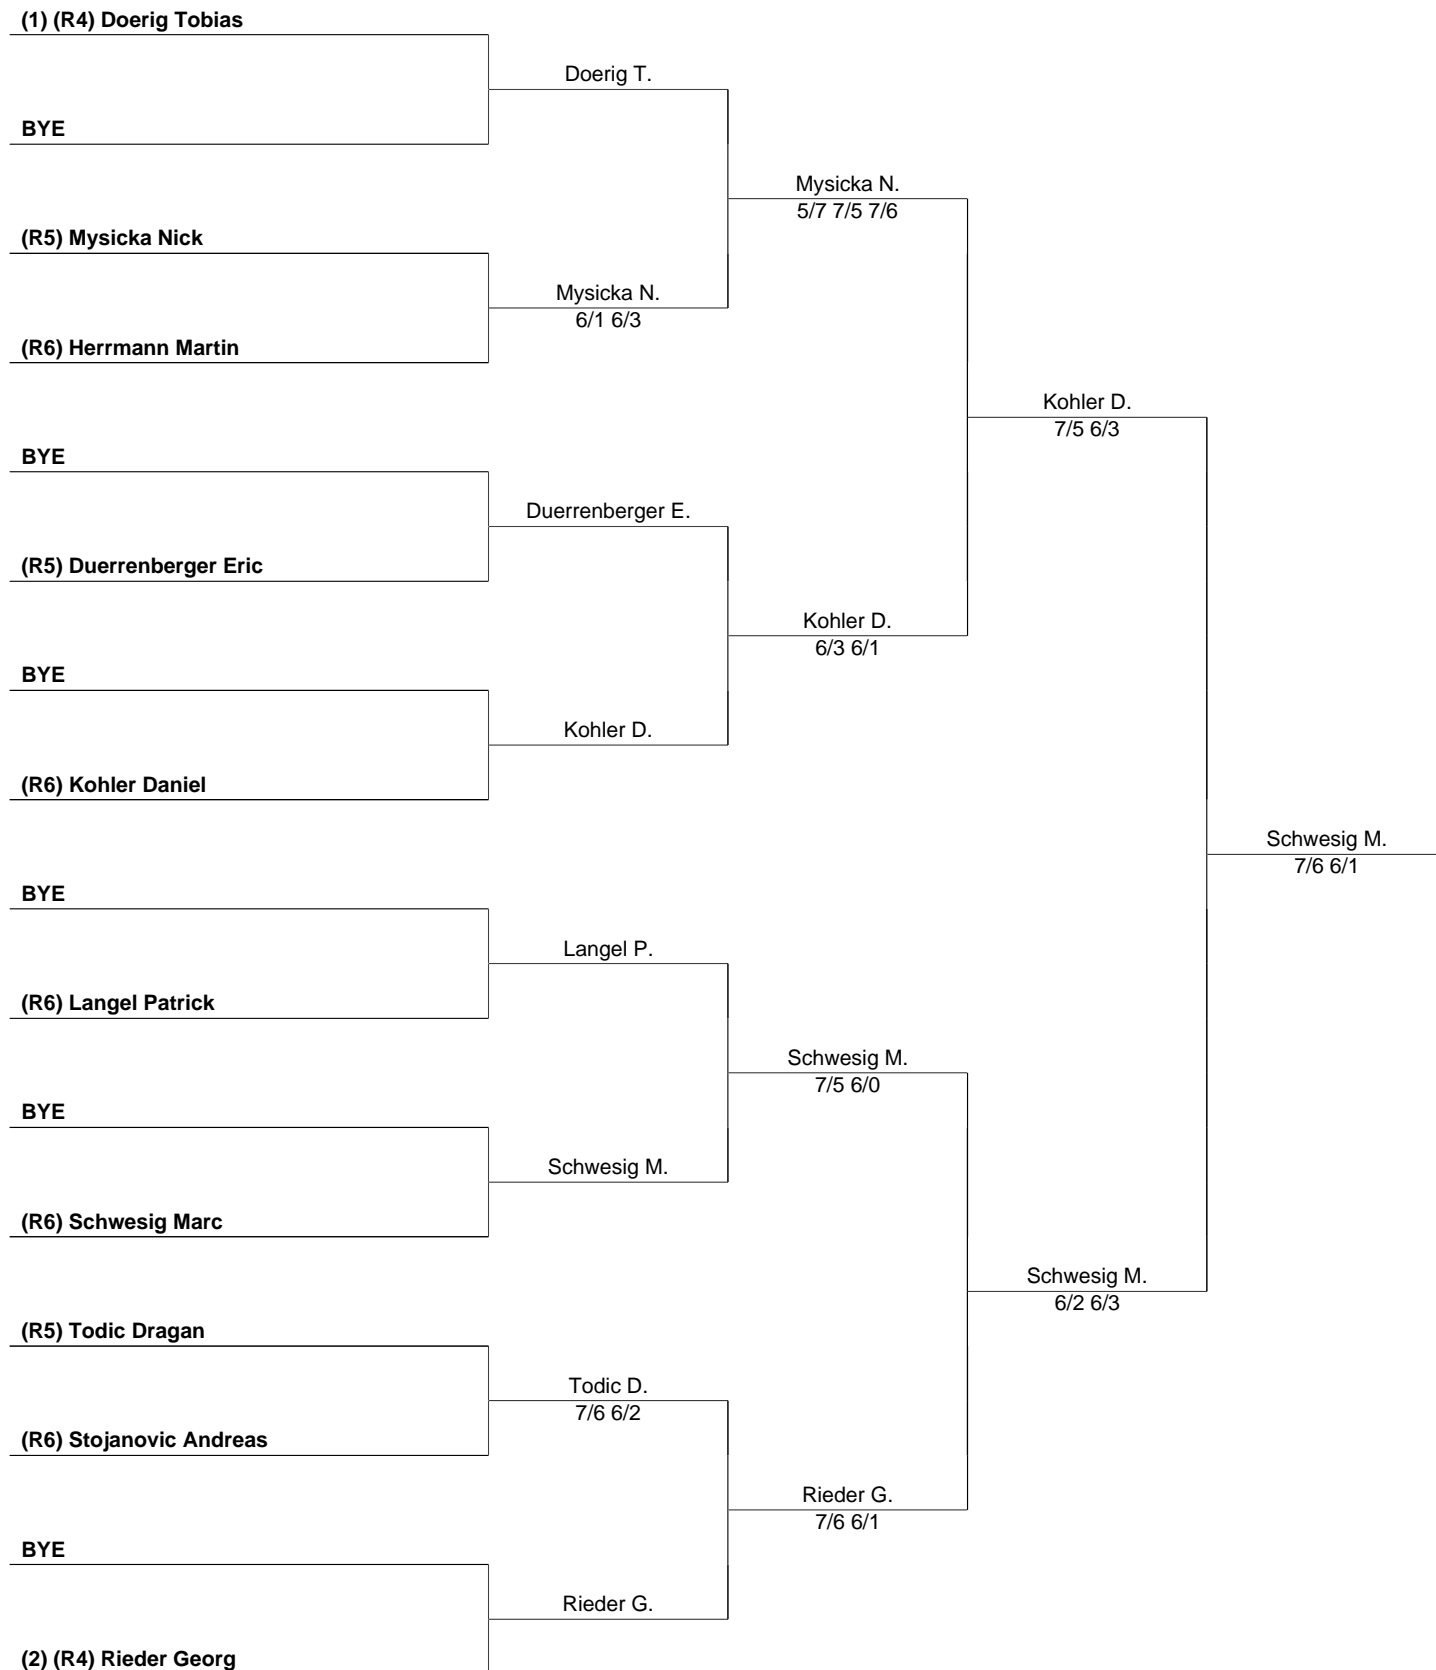 (1) (R4) Doerig Tobias
Doerig T.
BYE
Mysicka N.
5/7 7/5 7/6
(R5) Mysicka Nick
Mysicka N.
6/1 6/3
(R6) Herrmann Martin
Kohler D.
7/5 6/3
BYE
Duerrenberger E.
(R5) Duerrenberger Eric
Kohler D.
6/3 6/1
BYE
Kohler D.
(R6) Kohler Daniel
Schwesig M.
7/6 6/1
BYE
Langel P.
(R6) Langel Patrick
Schwesig M.
7/5 6/0
BYE
Schwesig M.
(R6) Schwesig Marc
Schwesig M.
6/2 6/3
(R5) Todic Dragan
Todic D.
7/6 6/2
(R6) Stojanovic Andreas
Rieder G.
7/6 6/1
BYE
Rieder G.
(2) (R4) Rieder Georg